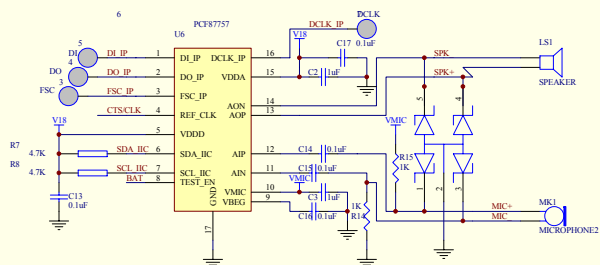 6
PCF87757
DCLK_IP
DCLK
U6
V18
C17 0.1uF
LS1
5
DI
DI_IP
1
DI_IP
DCLK_IP
16
SPK
4
DO
DO_IP
2
DO_IP
VDDA
15
C2
1uF
SPK+
SPEAKER
3
FSC
FSC_IP
3
FSC_IP
AON
14
5
4
CTS/CLK
4
REF_CLK
AOP
13
V18
5
VDDD
VMIC
R7
4.7K
SDA_IIC
6
SDA_IIC
AIP
12
C14
0.1uF
R15
1K
R8
4.7K
SCL_IIC
7
SCL_IIC
AIN
11
C15
0.1uF
BAT
8
TEST_EN
VMIC
C13
0.1uF
GND
VMIC
10
C3
1uF
1K
R14
1
2
3
MIC+
MK1
VBEG
9
C16
0.1uF
MIC
MICROPHONE2
17